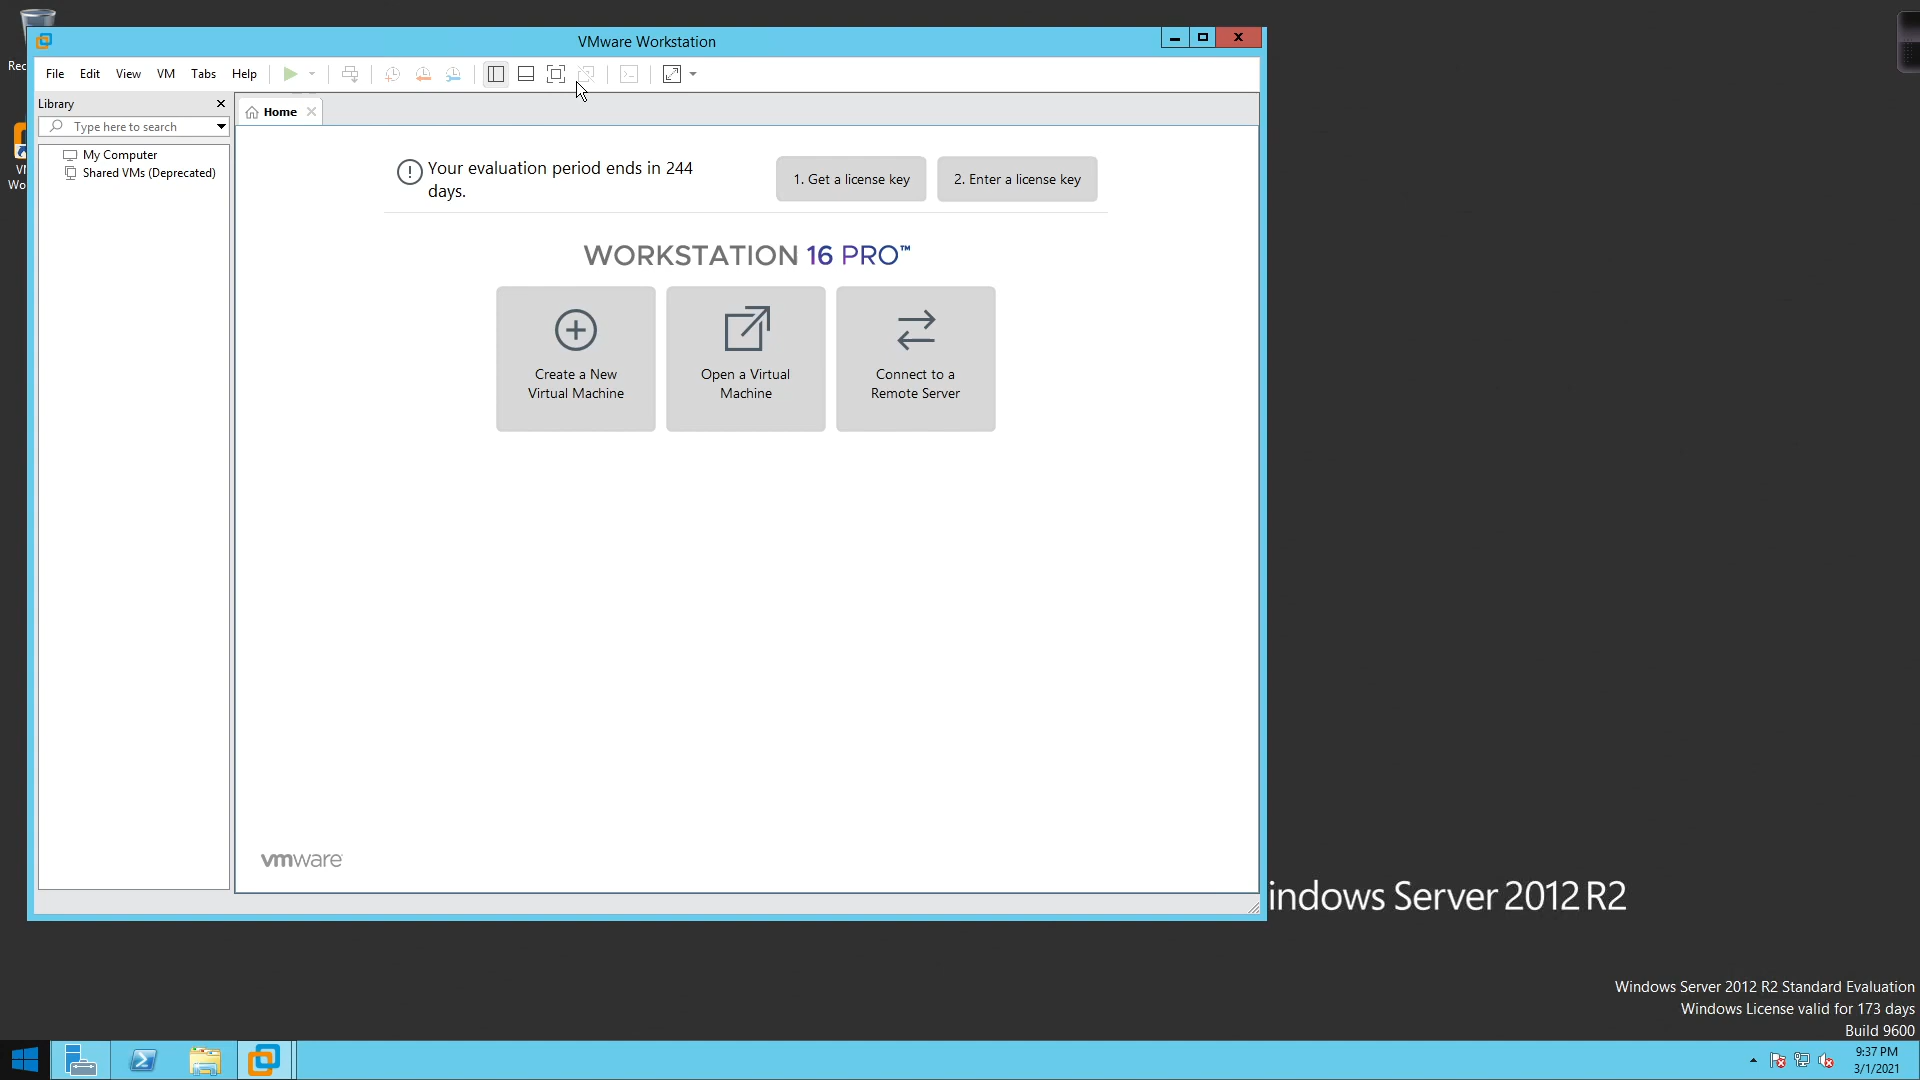 Rec
VMware Workstation
File Edit View VM Tabs Help
Library
Type here to search
My Computer
Shared VMs (Deprecated)
Home
Your evaluation period ends in 244
days.
1. Get a license key
2. Enter a license key
WORKSTATION 16 PRO™
Create a New
Virtual Machine
Open a Virtual
Machine
Connect to a
Remote Server
VM
Wo
vmware
indows Server 2012 R2
Windows Server 2012 R2 Standard Evaluation
Windows License valid for 173 days
Build 9600
9:37 PM
3/1/2021